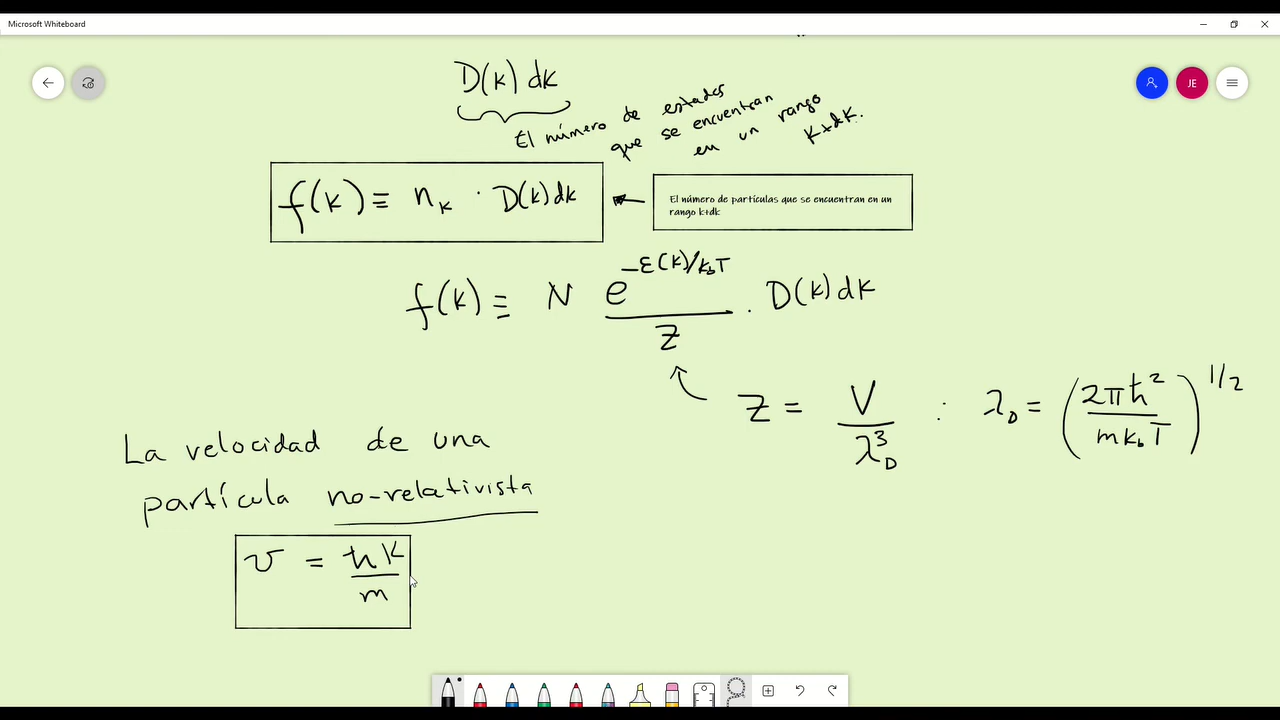 Microsoft Whiteboard
JE
D(k) dk
El número de estados
que se encuentran
en un rango
k+dk.
f(k) ≡ n_k · D(k)dk
El número de partículas que se encuentran en un
rango k+dk
f(k) ≡ N e^{-ε(k)/k_bT} / Z · D(k)dk
Z = V / λ_D^3 : λ_D = (2πħ^2 / mk_bT)^{1/2}
La velocidad de una
partícula no-relativista
v = ħk / m